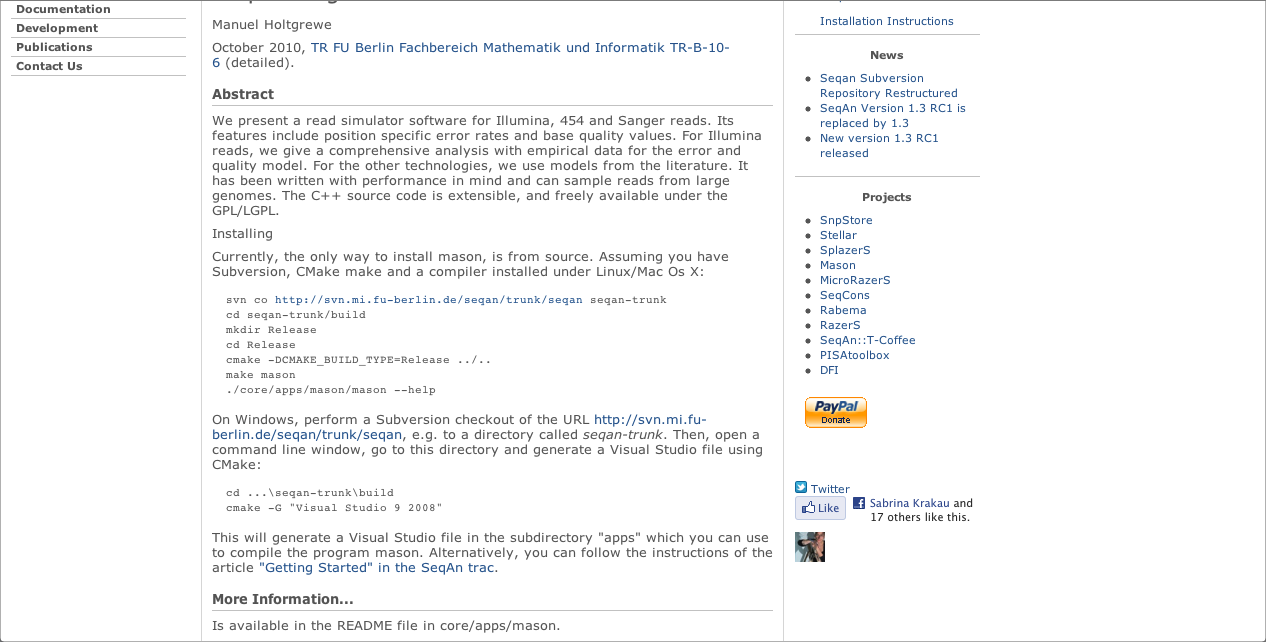 Documentation
Development
Publications
Contact Us
Manuel Holtgrewe
October 2010, TR FU Berlin Fachbereich Mathematik und Informatik TR-B-10-
6 (detailed).
Abstract
We present a read simulator software for Illumina, 454 and Sanger reads. Its
features include position specific error rates and base quality values. For Illumina
reads, we give a comprehensive analysis with empirical data for the error and
quality model. For the other technologies, we use models from the literature. It
has been written with performance in mind and can sample reads from large
genomes. The C++ source code is extensible, and freely available under the
GPL/LGPL.
Installing
Currently, the only way to install mason, is from source. Assuming you have
Subversion, CMake make and a compiler installed under Linux/Mac Os X:
svn co http://svn.mi.fu-berlin.de/seqan/trunk/seqan seqan-trunk
cd seqan-trunk/build
mkdir Release
cd Release
cmake -DCMAKE_BUILD_TYPE=Release ../..
make mason
./core/apps/mason/mason --help
On Windows, perform a Subversion checkout of the URL http://svn.mi.fu-
berlin.de/seqan/trunk/seqan, e.g. to a directory called seqan-trunk. Then, open a
command line window, go to this directory and generate a Visual Studio file using
CMake:
cd ...\seqan-trunk\build
cmake -G "Visual Studio 9 2008"
This will generate a Visual Studio file in the subdirectory "apps" which you can use
to compile the program mason. Alternatively, you can follow the instructions of the
article "Getting Started" in the SeqAn trac.
More Information...
Is available in the README file in core/apps/mason.
Installation Instructions
News
Seqan Subversion
Repository Restructured
SeqAn Version 1.3 RC1 is
replaced by 1.3
New version 1.3 RC1
released
Projects
SnpStore
Stellar
SplazerS
Mason
MicroRazerS
SeqCons
Rabema
RazerS
SeqAn::T-Coffee
PISAtoolbox
DFI
PayPal
Donate
Twitter
Like
Sabrina Krakau and
17 others like this.